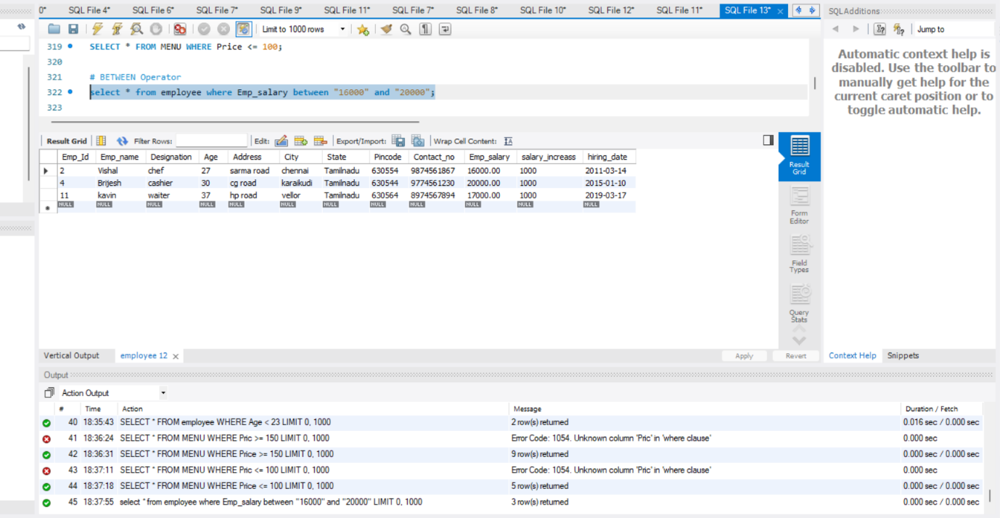 0* SQL File 4* SQL File 6* SQL File 7* SQL File 9* SQL File 11* SQL File 7* SQL File 8* SQL File 10* SQL File 12* SQL File 11* SQL File 13*
SQLAdditions
Limit to 1000 rows
Jump to
319 SELECT * FROM MENU WHERE Price <= 100;
320
321 # BETWEEN Operator
322 select * from employee where Emp_salary between "16000" and "20000";
323
Automatic context help is
disabled. Use the toolbar to
manually get help for the
current caret position or to
toggle automatic help.
Result Grid Filter Rows: Edit: Export/Import: Wrap Cell Content:
Emp_Id Emp_name Designation Age Address City State Pincode Contact_no Emp_salary salary_increass hiring_date
2 Vishal chef 27 sarma road chennai Tamilnadu 630554 9874561867 16000.00 1000 2011-03-14
4 Brijesh cashier 30 cg road karaikudi Tamilnadu 630544 9774561230 20000.00 1000 2015-01-10
11 kavin waiter 37 hp road vellor Tamilnadu 630564 8974567894 17000.00 1000 2019-03-17
NULL NULL NULL NULL NULL NULL NULL NULL NULL NULL NULL NULL
Result
Grid
Form
Editor
Field
Types
Query
Stats
Vertical Output employee 12 Apply Revert
Context Help Snippets
Output
Action Output
# Time Action Message Duration / Fetch
40 18:35:43 SELECT * FROM employee WHERE Age < 23 LIMIT 0, 1000 2 row(s) returned 0.016 sec / 0.000 sec
41 18:36:24 SELECT * FROM MENU WHERE Pric >= 150 LIMIT 0, 1000 Error Code: 1054. Unknown column 'Pric' in 'where clause' 0.000 sec
42 18:36:31 SELECT * FROM MENU WHERE Price >= 150 LIMIT 0, 1000 9 row(s) returned 0.000 sec / 0.000 sec
43 18:37:11 SELECT * FROM MENU WHERE Pric <= 100 LIMIT 0, 1000 Error Code: 1054. Unknown column 'Pric' in 'where clause' 0.000 sec
44 18:37:18 SELECT * FROM MENU WHERE Price <= 100 LIMIT 0, 1000 5 row(s) returned 0.000 sec / 0.000 sec
45 18:37:55 select * from employee where Emp_salary between "16000" and "20000" LIMIT 0, 1000 3 row(s) returned 0.000 sec / 0.000 sec